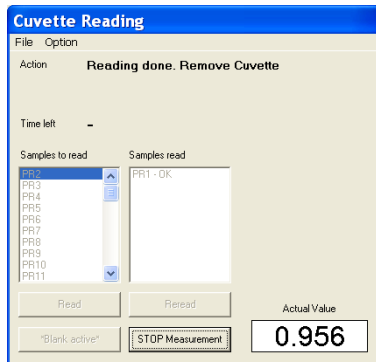 Cuvette Reading
File Option
Action Reading done. Remove Cuvette
Time left -
Samples to read Samples read
PR2 PR1 - OK
PR3
PR4
PR5
PR6
PR7
PR8
PR9
PR10
PR11
Read Reread
Actual Value
"Blank active" STOP Measurement 0.956